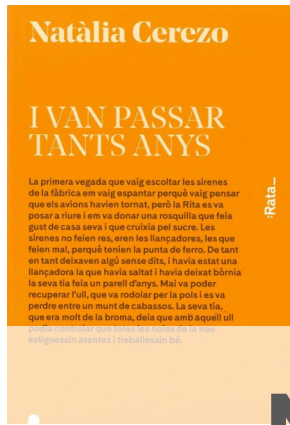 Natàlia Cerezo
I VAN PASSAR
TANTS ANYS
La primera vegada que vaig escoltar les sirenes
de la fàbrica em vaig espantar perquè vaig pensar
que els avions havien tornat, però la Rita es va
posar a riure i em va donar una rosquilla que feia
gust de casa seva i que cruixia pel sucre. Les
sirenes no feien res, eren les llançadores, les que
feien mal, perquè tenien la punta de ferro. De tant
en tant deixaven algú sense dits, i havia estat una
llançadora la que havia saltat i havia deixat bòrnia
la seva tia feia un parell d'anys. Mai va poder
recuperar l'ull, que va rodolar per la pols i es va
perdre entre un munt de cabassos. La seva tia,
que era molt de la broma, deia que amb aquell ull
podia controlar que totes les noies de la nau
estiguessin atentes i treballessin bé.
:Rata_